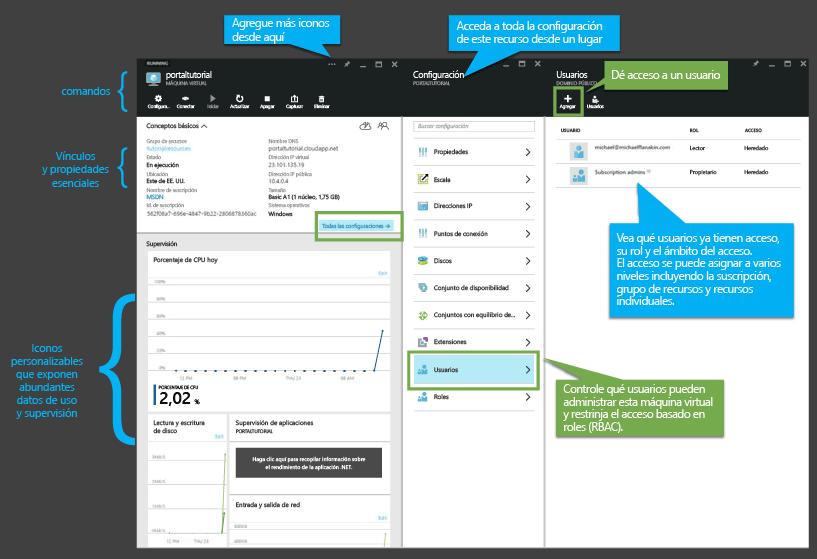 Agregue más iconos
desde aquí
Acceda a toda la configuración
de este recurso desde un lugar
Dé acceso a un usuario
comandos
Vínculos
y propiedades
esenciales
Iconos
personalizables
que exponen
abundantes
datos de uso
y supervisión
RUNNING
portaltutorial
MÁQUINA VIRTUAL
Configura... Conectar Iniciar Actualizar Apagar Capturar Eliminar
Conceptos básicos
Grupo de recursos
tutorialresources
Estado
En ejecución
Ubicación
Este de EE. UU.
Nombre de suscripción
MSDN
Id. de suscripción
Nombre DNS
portaltutorial.cloudapp.net
Dirección IP virtual
23.101.135.19
Dirección IP pública
10.4.0.4
Tamaño
Basic A1 (1 núcleo, 1,75 GB)
Sistema operativos
Windows
Todas las configuraciones →
Supervisión
Porcentaje de CPU hoy
Edit
100%
80%
60%
40%
20%
0%
12 PM 06 PM THU 23 06 AM
PORCENTAJE DE CPU
2,02 %
Lectura y escritura
de disco
Edit
12 PM THU 23
Supervisión de aplicaciones
PORTALTUTORIAL
Haga clic aquí para recopilar información sobre
el rendimiento de la aplicación .NET.
Entrada y salida de red
Edit
Configuración
PORTALTUTORIAL
Buscar configuración
Propiedades
Escala
Direcciones IP
Puntos de conexión
Discos
Conjunto de disponibilidad
Conjuntos con equilibrio de...
Extensiones
Usuarios
Roles
Usuarios
DOMINIO PÚBLICO
Agregar Usuarios
USUARIO ROL ACCESO
michael@michaelflanakin.com Lector Heredado
Subscription admins Propietario Heredado
Vea qué usuarios ya tienen acceso,
su rol y el ámbito del acceso.
El acceso se puede asignar a varios
niveles incluyendo la suscripción,
grupo de recursos y recursos
individuales.
Controle qué usuarios pueden
administrar esta máquina virtual
y restrinja el acceso basado en
roles (RBAC).